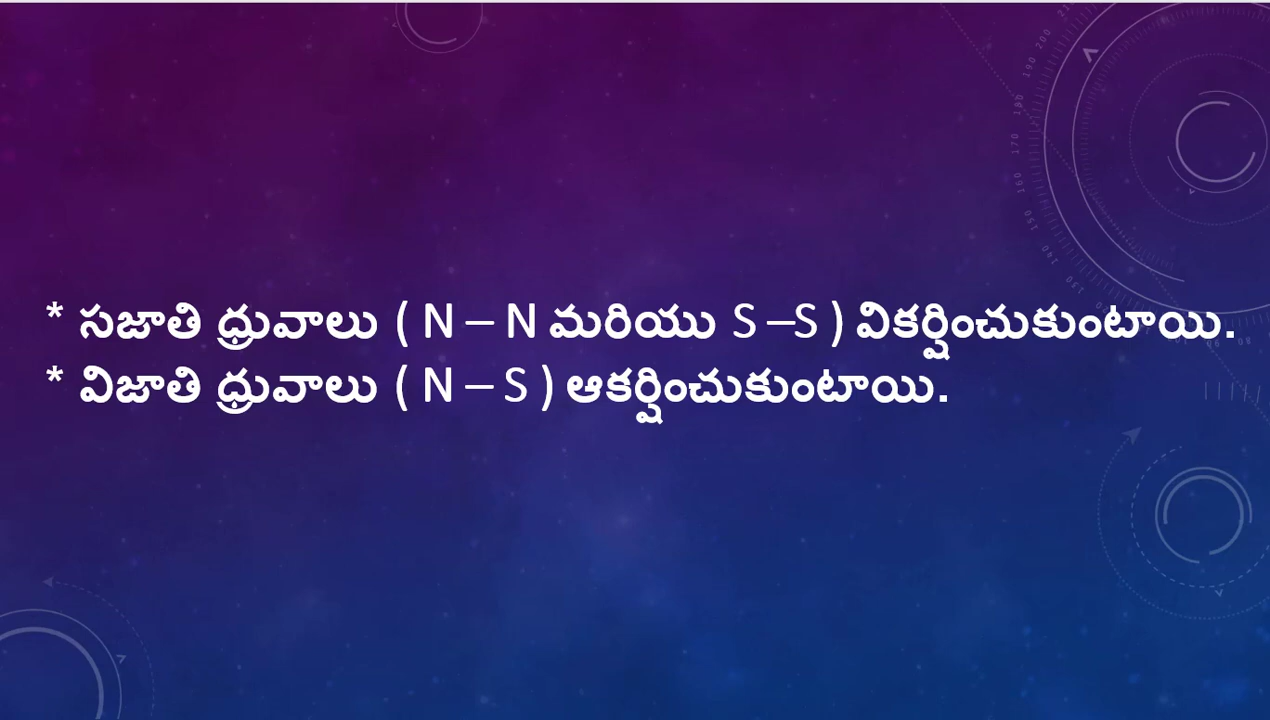 * సజాతి ధ్రువాలు ( N – N మరియు S –S ) వికర్షించుకుంటాయి.
* విజాతి ధ్రువాలు ( N – S ) ఆకర్షించుకుంటాయి.